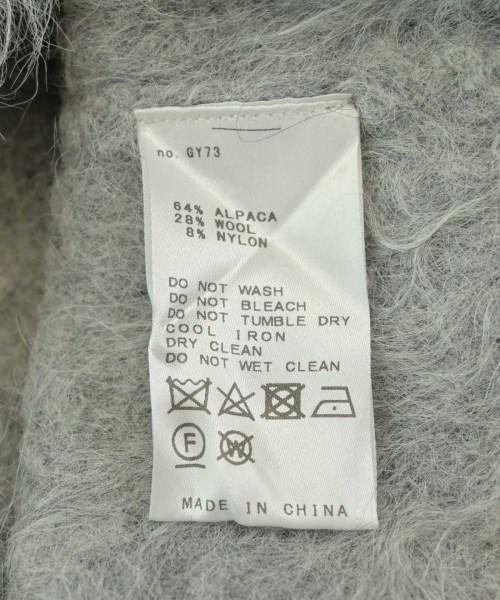 no. GY73
64% ALPACA
28% WOOL
8% NYLON
DO NOT WASH
DO NOT BLEACH
DO NOT TUMBLE DRY
COOL IRON
DRY CLEAN
DO NOT WET CLEAN
F W
MADE IN CHINA